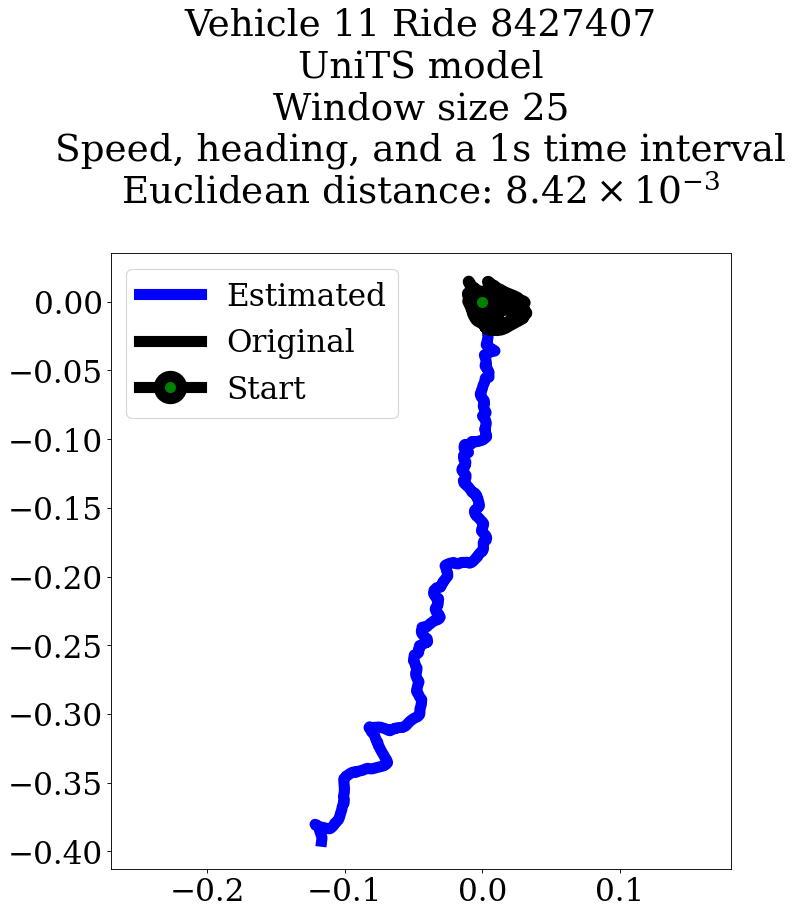 Vehicle 11 Ride 8427407
UniTS model
Window size 25
Speed, heading, and a 1s time interval
Euclidean distance: 8.42 × 10⁻³
Estimated
Original
Start
0.00
−0.05
−0.10
−0.15
−0.20
−0.25
−0.30
−0.35
−0.40
−0.2
−0.1
0.0
0.1